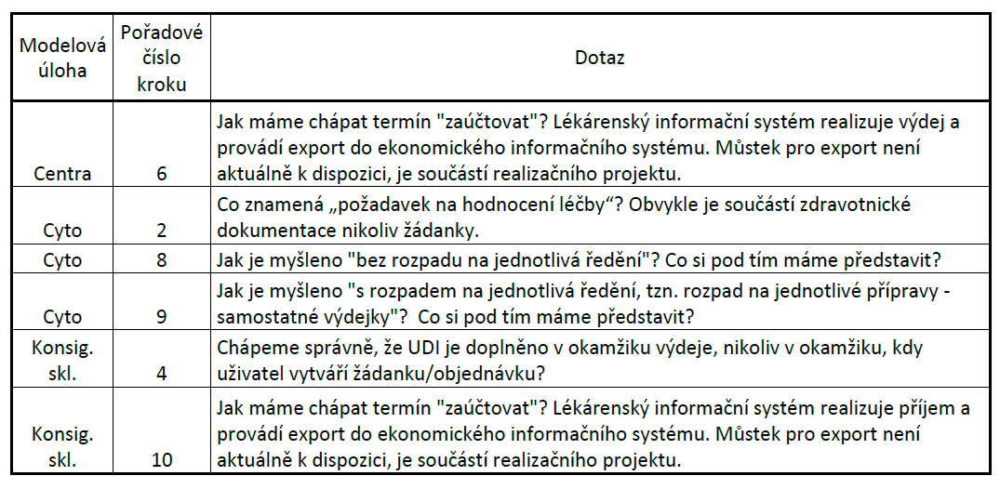 Modelová úloha
Pořadové číslo kroku
Dotaz
Centra
6
Jak máme chápat termín "zaúčtovat"? Lékárenský informační systém realizuje výdej a
provádí export do ekonomického informačního systému. Můstek pro export není
aktuálně k dispozici, je součástí realizačního projektu.
Cyto
2
Co znamená „požadavek na hodnocení léčby“? Obvykle je součástí zdravotnické
dokumentace nikoliv žádanky.
Cyto
8
Jak je myšleno "bez rozpadu na jednotlivá ředění"? Co si pod tím máme představit?
Cyto
9
Jak je myšleno "s rozpadem na jednotlivá ředění, tzn. rozpad na jednotlivé přípravy -
samostatné výdejky"?  Co si pod tím máme představit?
Konsig.
skl.
4
Chápeme správně, že UDI je doplněno v okamžiku výdeje, nikoliv v okamžiku, kdy
uživatel vytváří žádanku/objednávku?
Konsig.
skl.
10
Jak máme chápat termín "zaúčtovat"? Lékárenský informační systém realizuje příjem a
provádí export do ekonomického informačního systému. Můstek pro export není
aktuálně k dispozici, je součástí realizačního projektu.